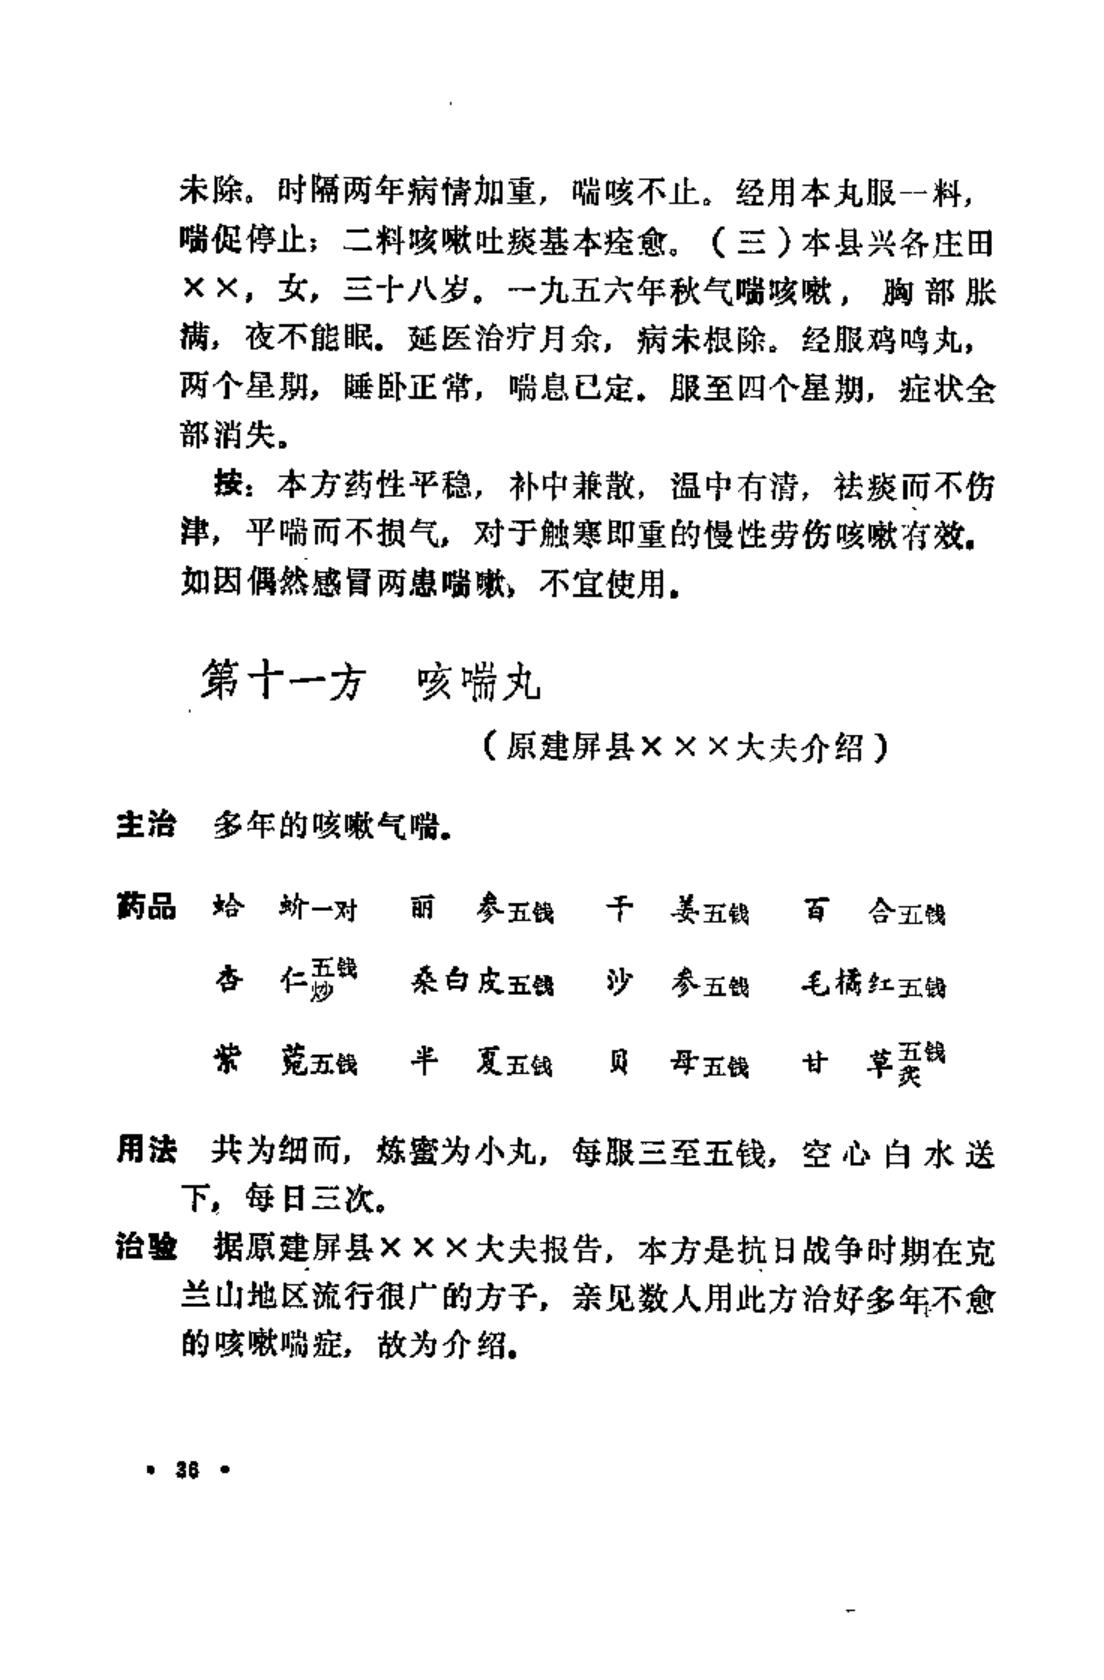 未除。时隔两年病情加重，喘咳不止。经用本丸服一料，
喘促停止；二料咳嗽吐痰基本痊愈。（三）本县兴各庄田
××，女，三十八岁。一九五六年秋气喘咳嗽，胸部胀
满，夜不能眠。延医治疗月余，病未根除。经服鸡鸣丸，
两个星期，睡卧正常，喘息已定。服至四个星期，症状全
部消失。
按：本方药性平稳，补中兼散，温中有清，祛痰而不伤
津，平喘而不损气，对于触寒即重的慢性劳伤咳嗽有效。
如因偶然感冒两患喘嗽，不宜使用。
第十一方 咳喘丸
（原建屏县×××大夫介绍）
主治 多年的咳嗽气喘。
药品 蛤蚧一对 丽参五钱 干姜五钱 百合五钱
杏仁五钱炒 桑白皮五钱 沙参五钱 毛橘红五钱
紫菀五钱 半夏五钱 贝母五钱 甘草五钱炙
用法 共为细而，炼蜜为小丸，每服三至五钱，空心白水送
下，每日三次。
治验 据原建屏县×××大夫报告，本方是抗日战争时期在克
兰山地区流行很广的方子，亲见数人用此方治好多年不愈
的咳嗽喘症，故为介绍。
• 36 •